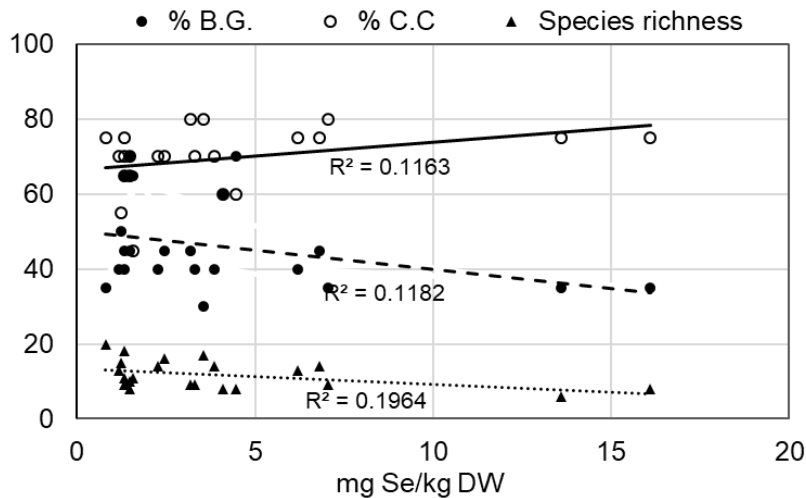 % B.G. % C.C Species richness
100
80
60
40
20
0
R² = 0.1163
R² = 0.1182
R² = 0.1964
0 5 10 15 20
mg Se/kg DW